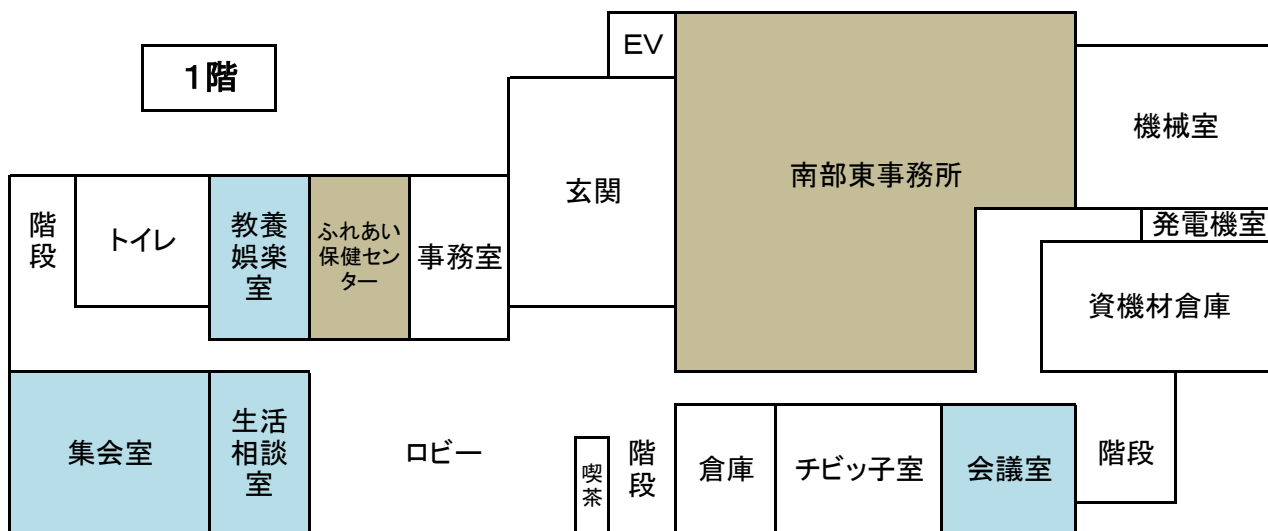 EV
1階
機械室
南部東事務所
玄関
階
段
トイレ
教養
娯楽
室
ふれあい
保健セン
ター
事務室
発電機室
資機材倉庫
集会室
生活
相談
室
ロビー
喫
茶
階
段
倉庫
チビッ子室
会議室
階段